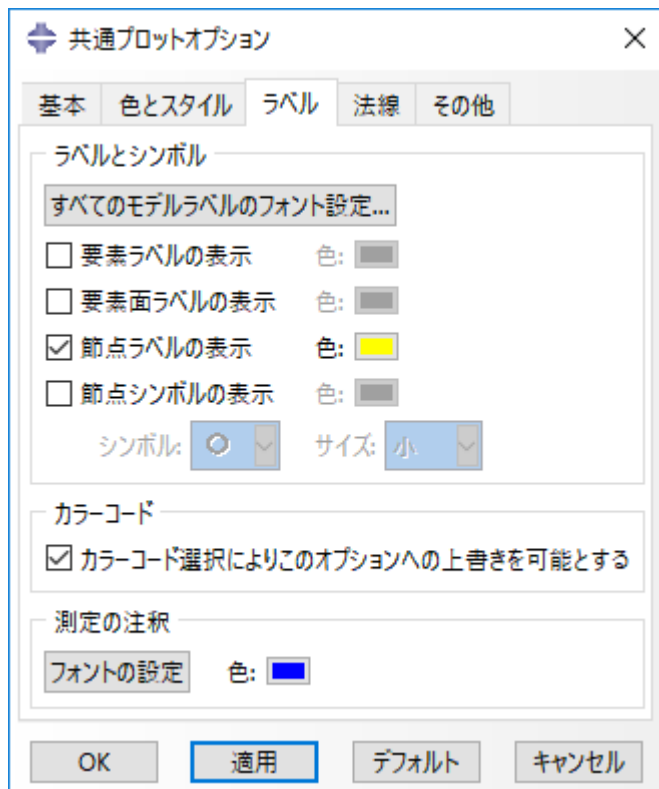 共通プロットオプション
基本 色とスタイル ラベル 法線 その他
ラベルとシンボル
すべてのモデルラベルのフォント設定...
要素ラベルの表示 色:
要素面ラベルの表示 色:
節点ラベルの表示 色:
節点シンボルの表示 色:
シンボル: サイズ: 小
カラーコード
カラーコード選択によりこのオプションへの上書きを可能とする
測定の注釈
フォントの設定 色:
OK 適用 デフォルト キャンセル